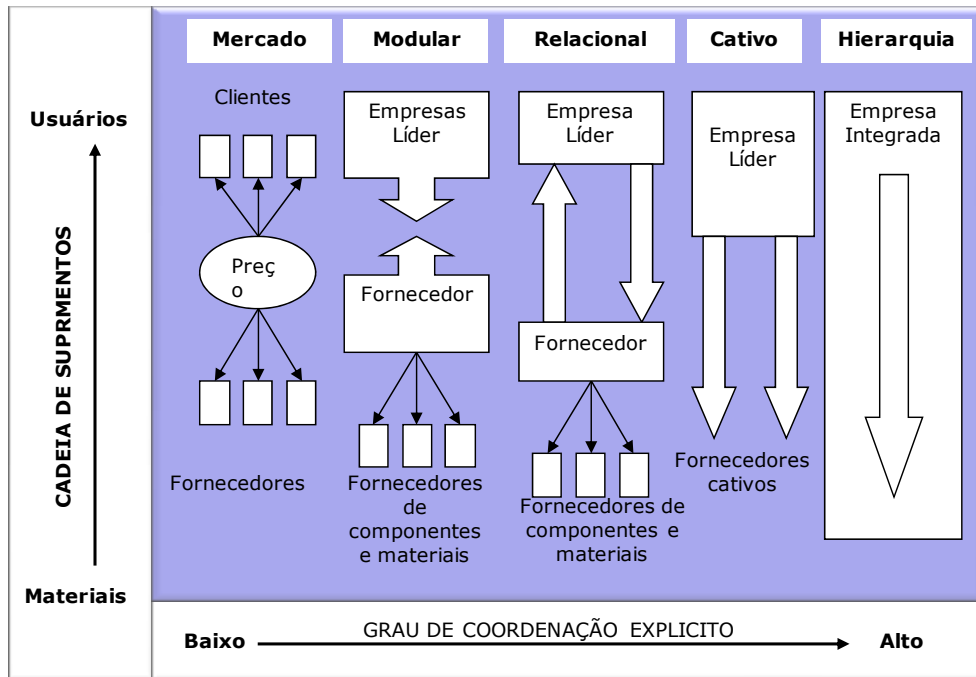 Mercado
Modular
Relacional
Cativo
Hierarquia
Usuários
CADEIA DE SUPRMENTOS
Materiais
Clientes
Preç
o
Fornecedores
Empresas
Líder
Fornecedor
Fornecedores
de
componentes
e materiais
Empresa
Líder
Fornecedor
Fornecedores de
componentes e
materiais
Empresa
Líder
Fornecedores
cativos
Empresa
Integrada
Baixo
GRAU DE COORDENAÇÃO EXPLICITO
Alto